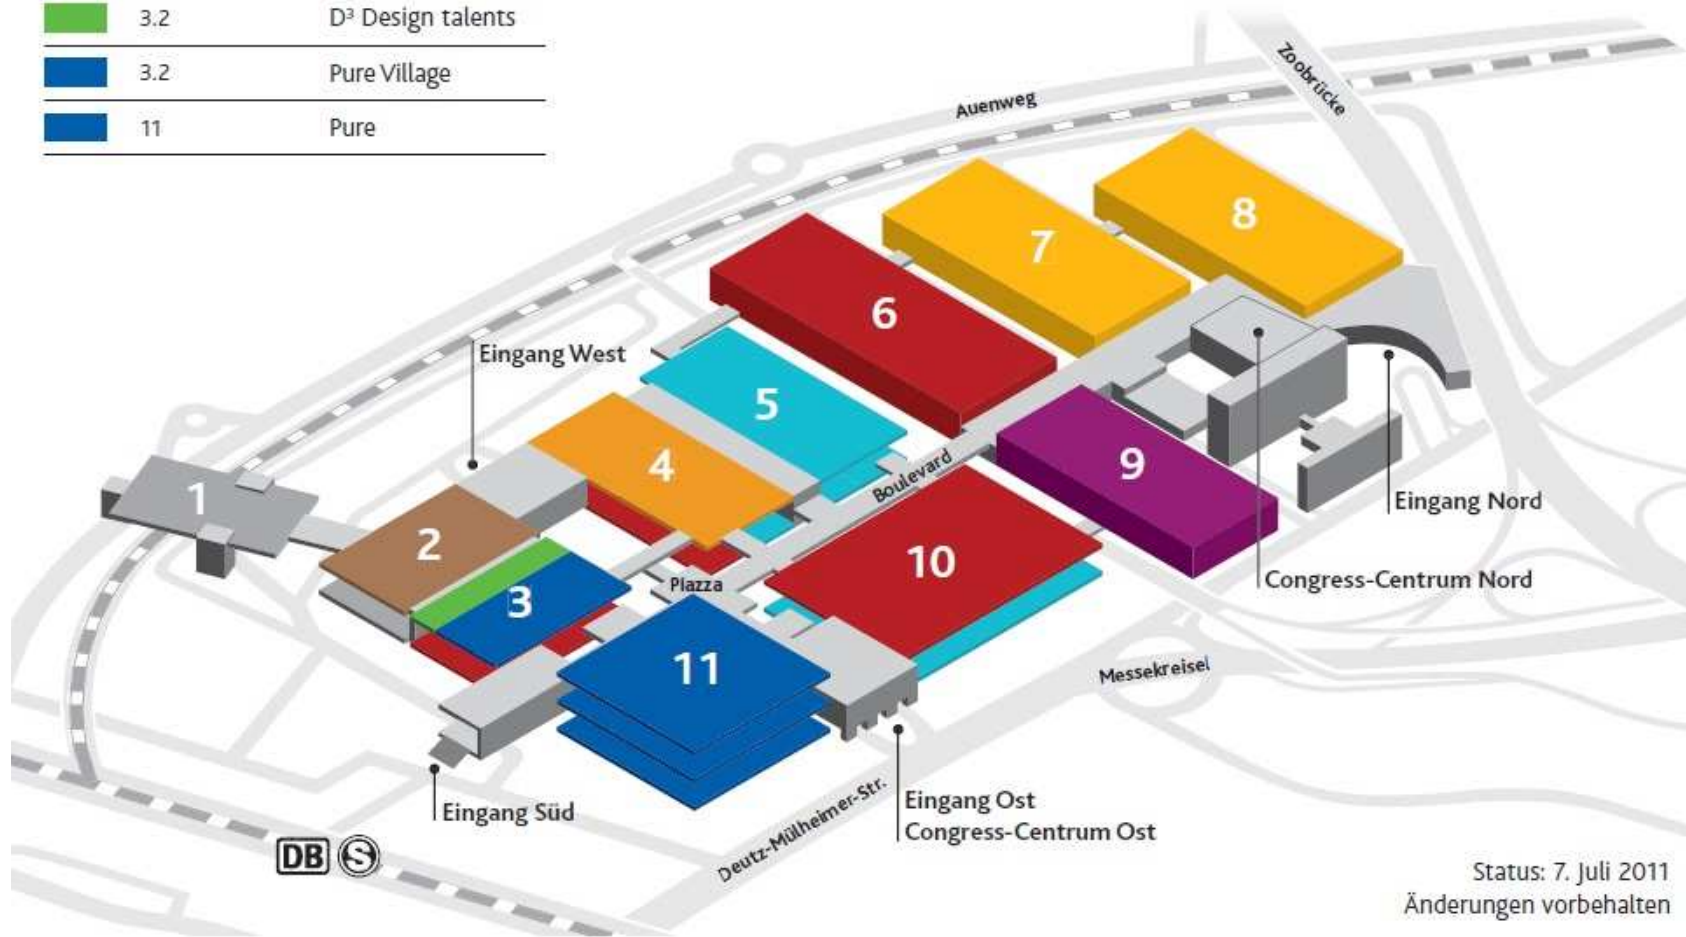 3.2 D³ Design talents
3.2 Pure Village
11 Pure
Zoobrücke
Auenweg
8
7
6
Eingang West
5
4
Boulevard
9
1
Eingang Nord
2
10
Congress-Centrum Nord
Piazza
3
11
Messekreisel
Eingang Süd
Deutz-Mülheimer-Str.
Eingang Ost
Congress-Centrum Ost
DB S
Status: 7. Juli 2011
Änderungen vorbehalten